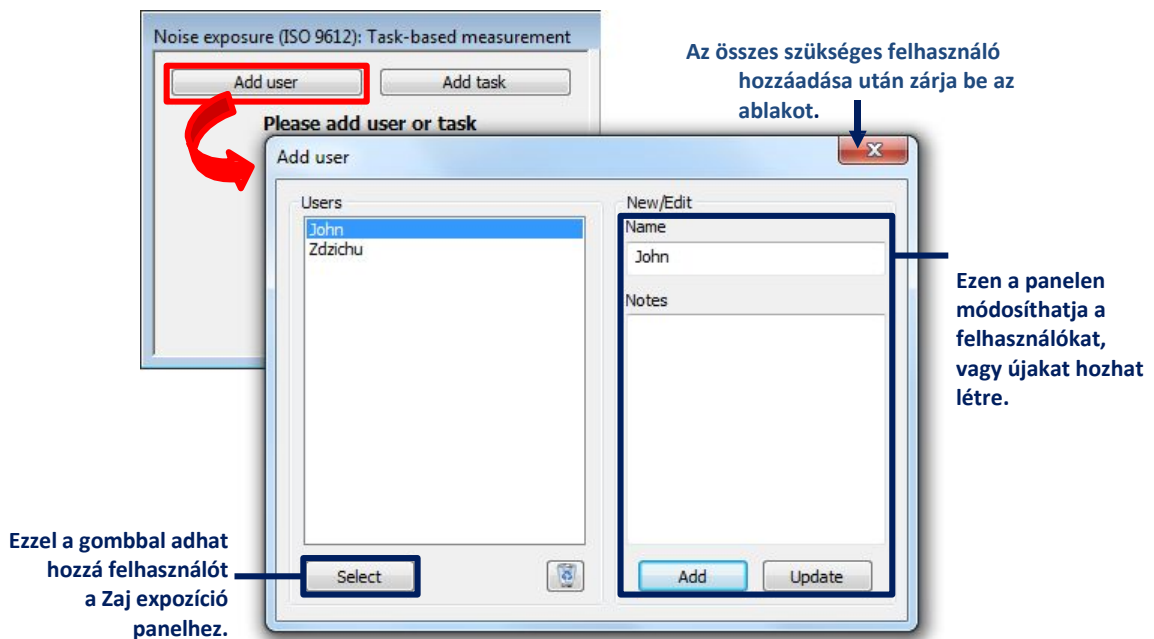 Noise exposure (ISO 9612): Task-based measurement
Add user
Add task
Please add user or task
Az összes szükséges felhasználó
hozzáadása után zárja be az
ablakot.
Add user
x
Users
John
Zdzichu
Select
New/Edit
Name
John
Notes
Add
Update
Ezen a panelen
módosíthatja a
felhasználókat,
vagy újakat hozhat
létre.
Ezzel a gombbal adhat
hozzá felhasználót
a Zaj expozíció
panelhez.